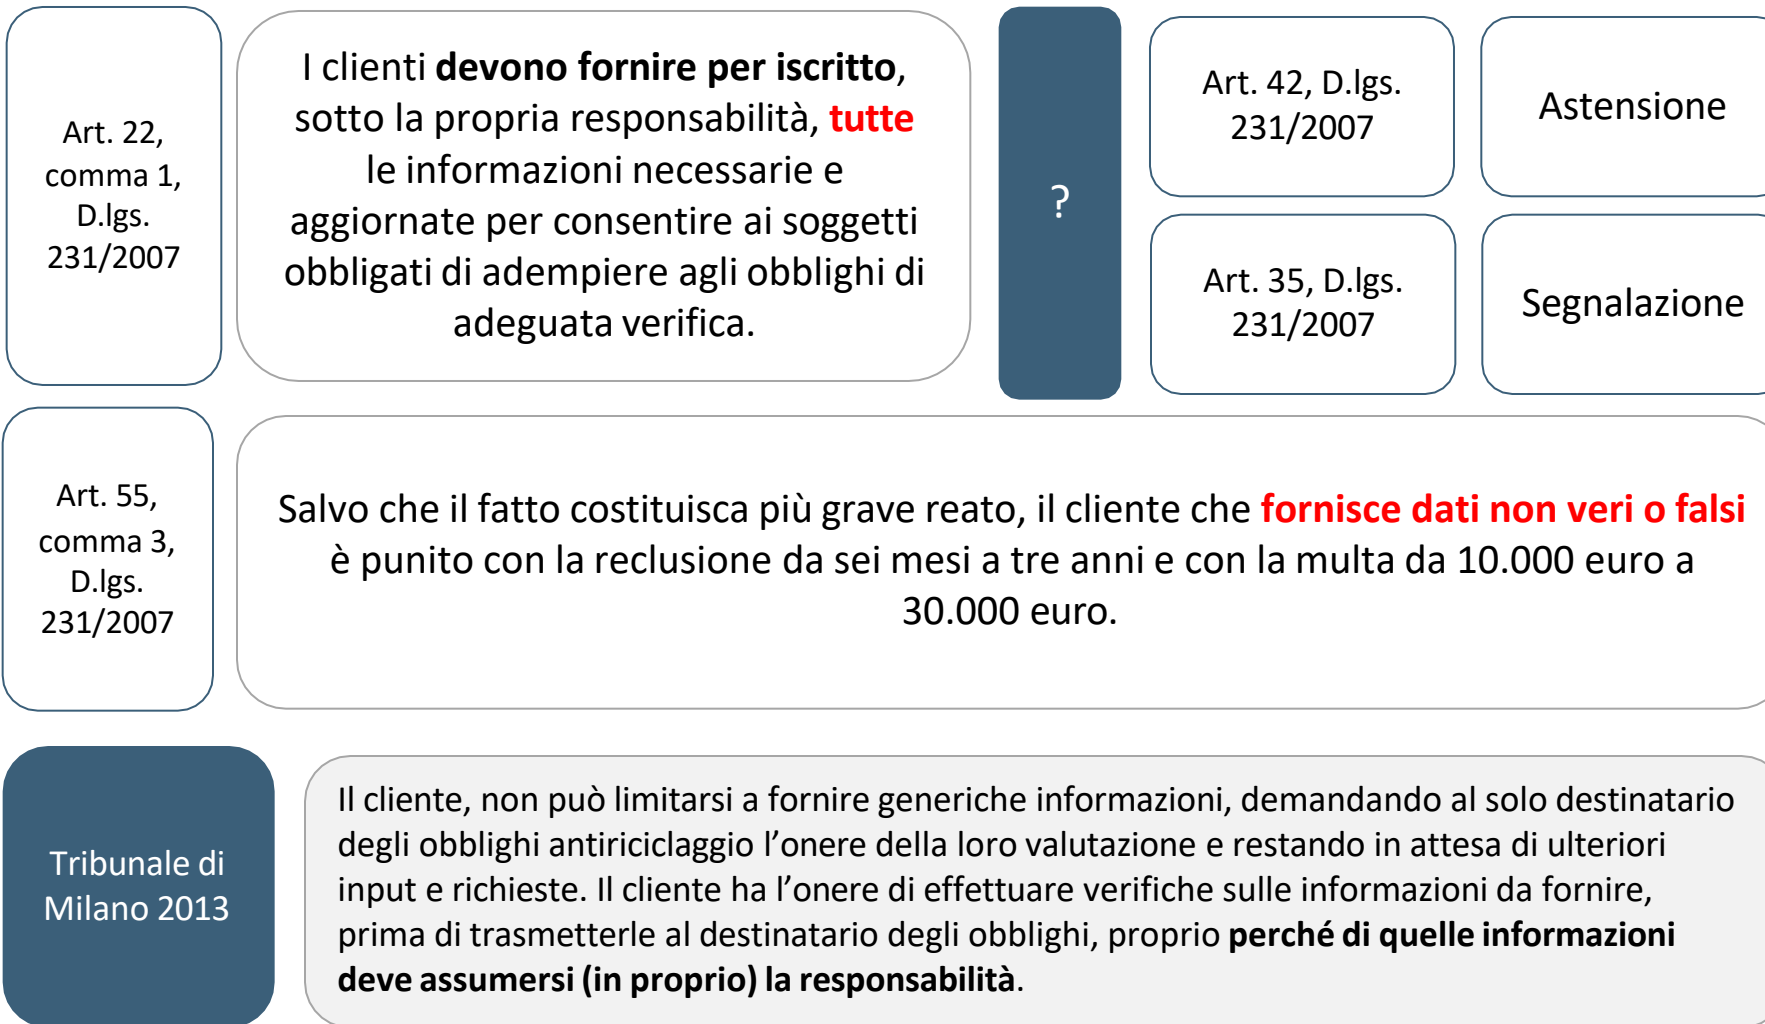 Art. 22,
comma 1,
D.lgs.
231/2007
I clienti devono fornire per iscritto,
sotto la propria responsabilità, tutte
le informazioni necessarie e
aggiornate per consentire ai soggetti
obbligati di adempiere agli obblighi di
adeguata verifica.
?
Art. 42, D.lgs.
231/2007
Astensione
Art. 35, D.lgs.
231/2007
Segnalazione
Art. 55,
comma 3,
D.lgs.
231/2007
Salvo che il fatto costituisca più grave reato, il cliente che fornisce dati non veri o falsi
è punito con la reclusione da sei mesi a tre anni e con la multa da 10.000 euro a
30.000 euro.
Tribunale di
Milano 2013
Il cliente, non può limitarsi a fornire generiche informazioni, demandando al solo destinatario
degli obblighi antiriciclaggio l’onere della loro valutazione e restando in attesa di ulteriori
input e richieste. Il cliente ha l’onere di effettuare verifiche sulle informazioni da fornire,
prima di trasmetterle al destinatario degli obblighi, proprio perché di quelle informazioni
deve assumersi (in proprio) la responsabilità.